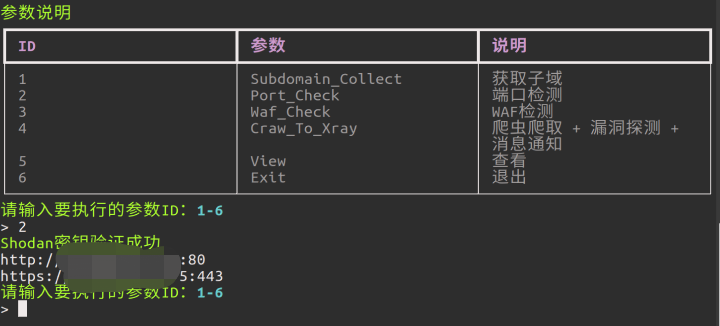 参数说明
ID 参数 说明
1 Subdomain_Collect 获取子域
2 Port_Check 端口检测
3 Waf_Check WAF检测
4 Craw_To_Xray 爬虫爬取 + 漏洞探测 +
消息通知
5 View 查看
6 Exit 退出
请输入要执行的参数ID: 1-6
> 2
Shodan密钥验证成功
http:/ :80
https: 5:443
请输入要执行的参数ID: 1-6
>